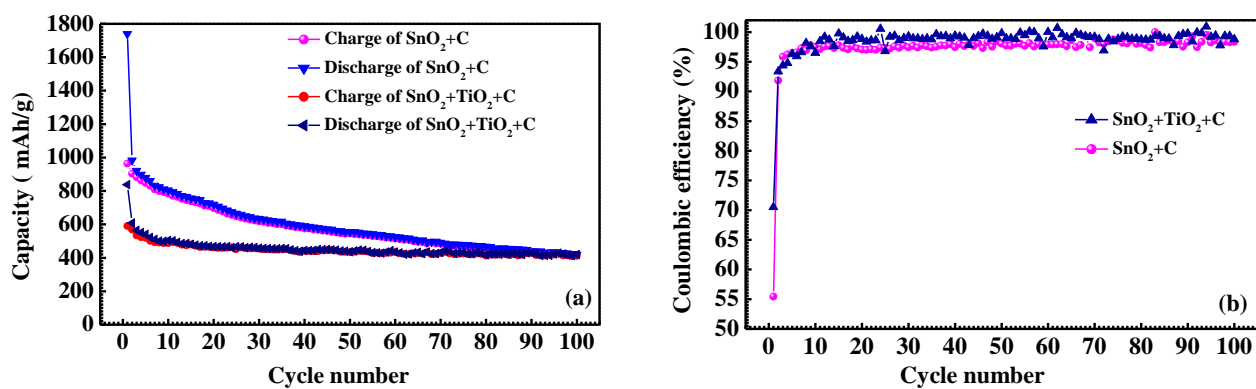 1800
1600
1400
1200
1000
800
600
400
200
0
Capacity ( mAh/g)
Charge of SnO₂+C
Discharge of SnO₂+C
Charge of SnO₂+TiO₂+C
Discharge of SnO₂+TiO₂+C
(a)
0 10 20 30 40 50 60 70 80 90 100
Cycle number
100
95
90
85
80
75
70
65
60
55
50
Coulombic efficiency (%)
SnO₂+TiO₂+C
SnO₂+C
(b)
0 10 20 30 40 50 60 70 80 90 100
Cycle number